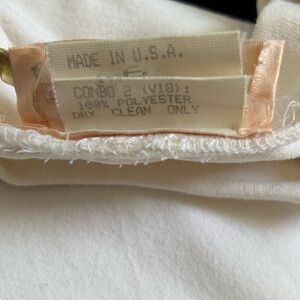 MADE IN U.S.A.
COMBO 2 (V18):
100% POLYESTER
DRY CLEAN ONLY